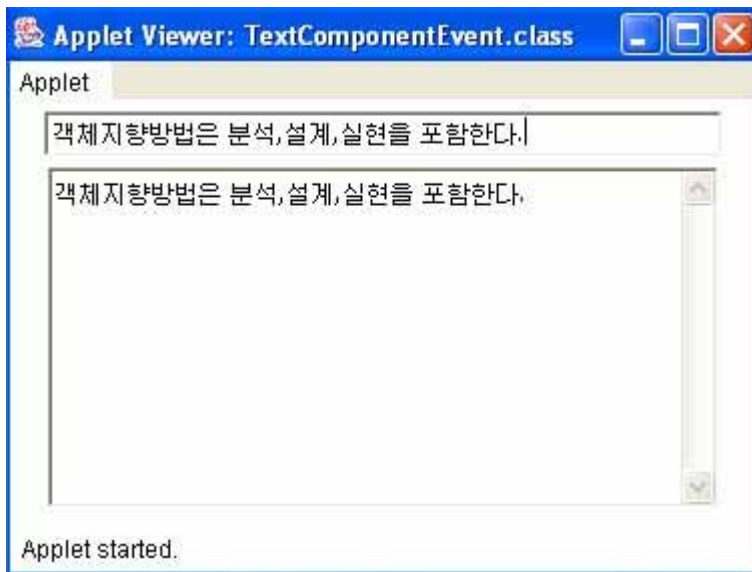 Applet Viewer: TextComponentEvent.class
Applet
객체지향방법은 분석,설계,실현을 포함한다.
객체지향방법은 분석,설계,실현을 포함한다.
Applet started.